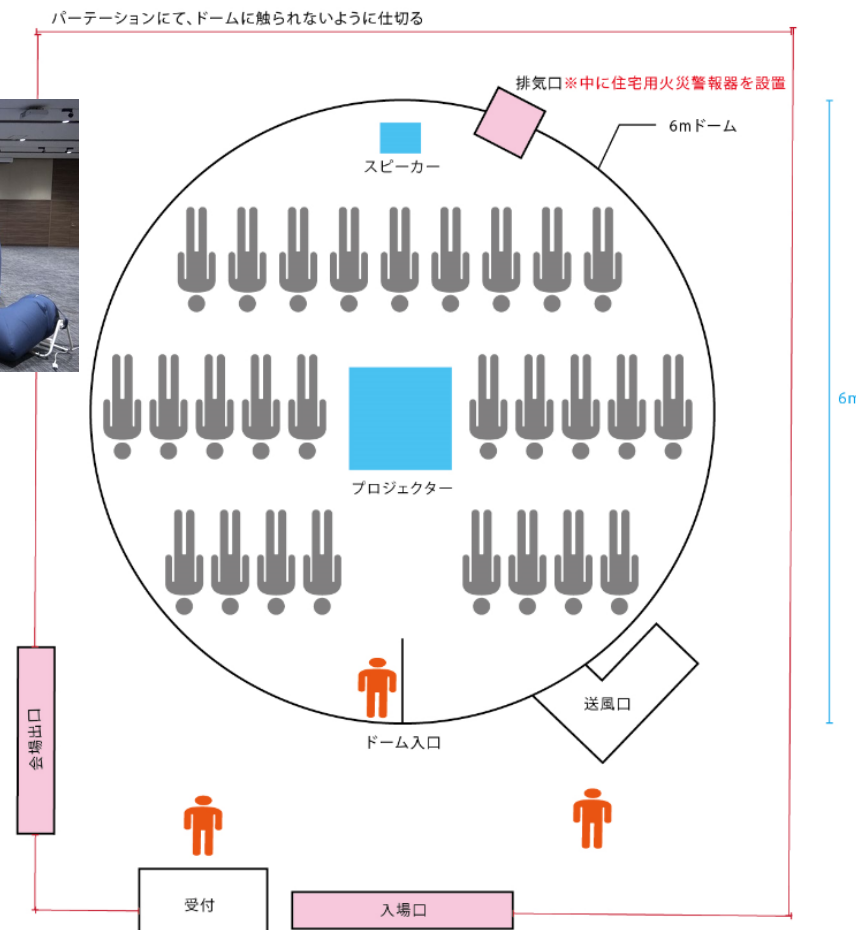 パーテーションにて、ドームに触られないように仕切る
排気口※中に住宅用火災警報器を設置
6mドーム
スピーカー
6m
プロジェクター
送風口
会場出口
ドーム入口
受付
入場口